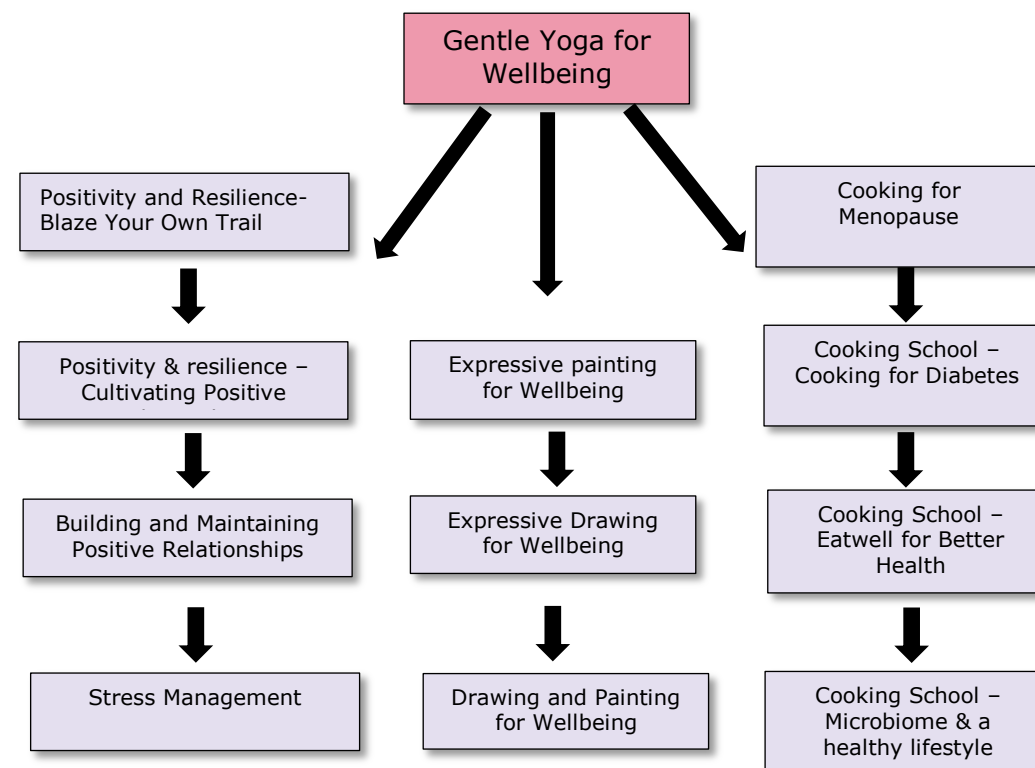 Gentle Yoga for
Wellbeing
Positivity and Resilience-
Blaze Your Own Trail
Positivity & resilience –
Cultivating Positive
Building and Maintaining
Positive Relationships
Stress Management
Expressive painting
for Wellbeing
Expressive Drawing
for Wellbeing
Drawing and Painting
for Wellbeing
Cooking for
Menopause
Cooking School –
Cooking for Diabetes
Cooking School –
Eatwell for Better
Health
Cooking School –
Microbiome & a
healthy lifestyle